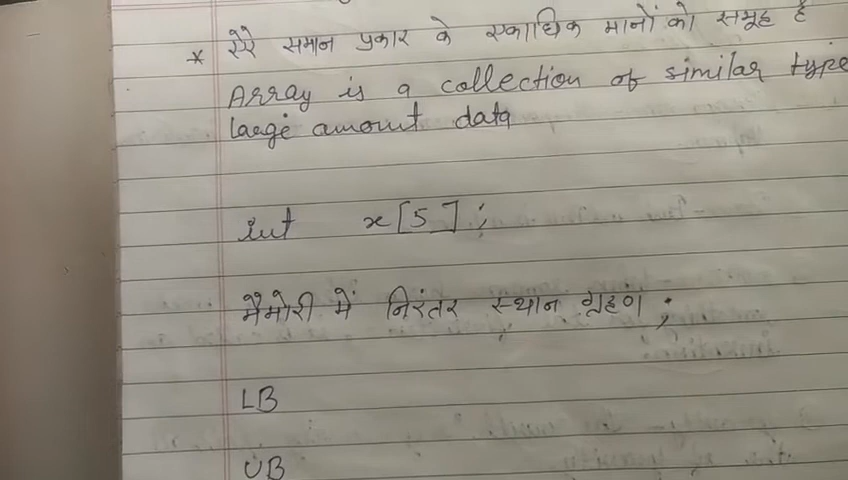 * ऐरे समान प्रकार के एकाधिक मानों को समूह है
Array is a collection of similar type
large amount data
int x[5];
मैमोरी में निरंतर स्थान ग्रहण ;
LB
UB